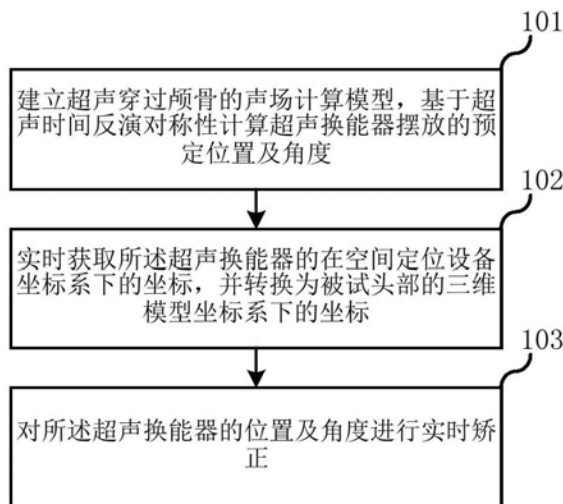 101
建立超声穿过颅骨的声场计算模型，基于超
声时间反演对称性计算超声换能器摆放的预
定位置及角度
102
实时获取所述超声换能器的在空间定位设备
坐标系下的坐标，并转换为被试头部的三维
模型坐标系下的坐标
103
对所述超声换能器的位置及角度进行实时矫
正